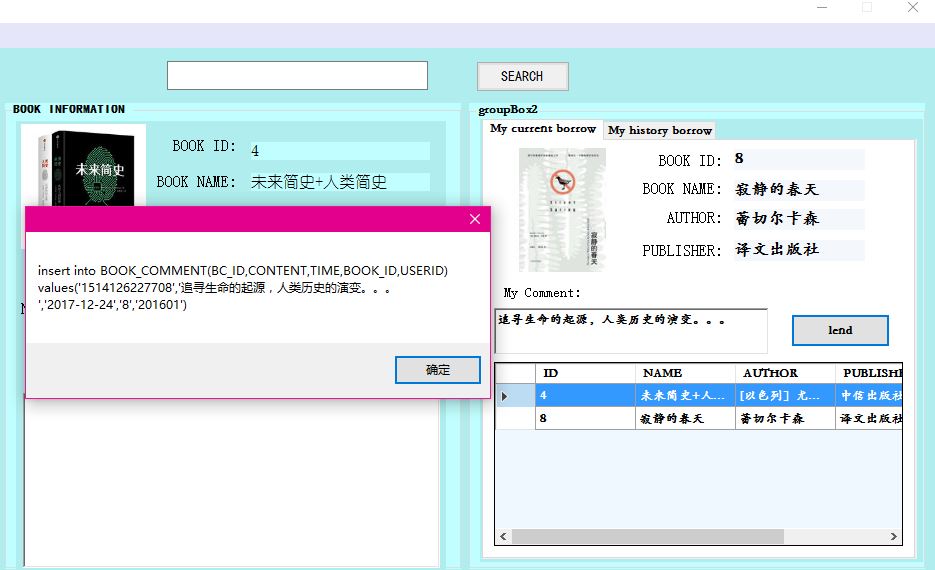 SEARCH
BOOK INFORMATION
未来简史
BOOK ID: 4
BOOK NAME: 未来简史+人类简史
insert into BOOK_COMMENT(BC_ID,CONTENT,TIME,BOOK_ID,USERID)
values('1514126227708','追寻生命的起源，人类历史的演变。。。
','2017-12-24','8','201601')
确定
groupBox2
My current borrow My history borrow
Silent
Spring
寂静的春天
BOOK ID: 8
BOOK NAME: 寂静的春天
AUTHOR: 蕾切尔卡森
PUBLISHER: 译文出版社
My Comment:
追寻生命的起源，人类历史的演变。。。
lend
ID NAME AUTHOR PUBLISHE
4 未来简史+人... [以色列] 尤... 中信出版社
8 寂静的春天 蕾切尔卡森 译文出版社